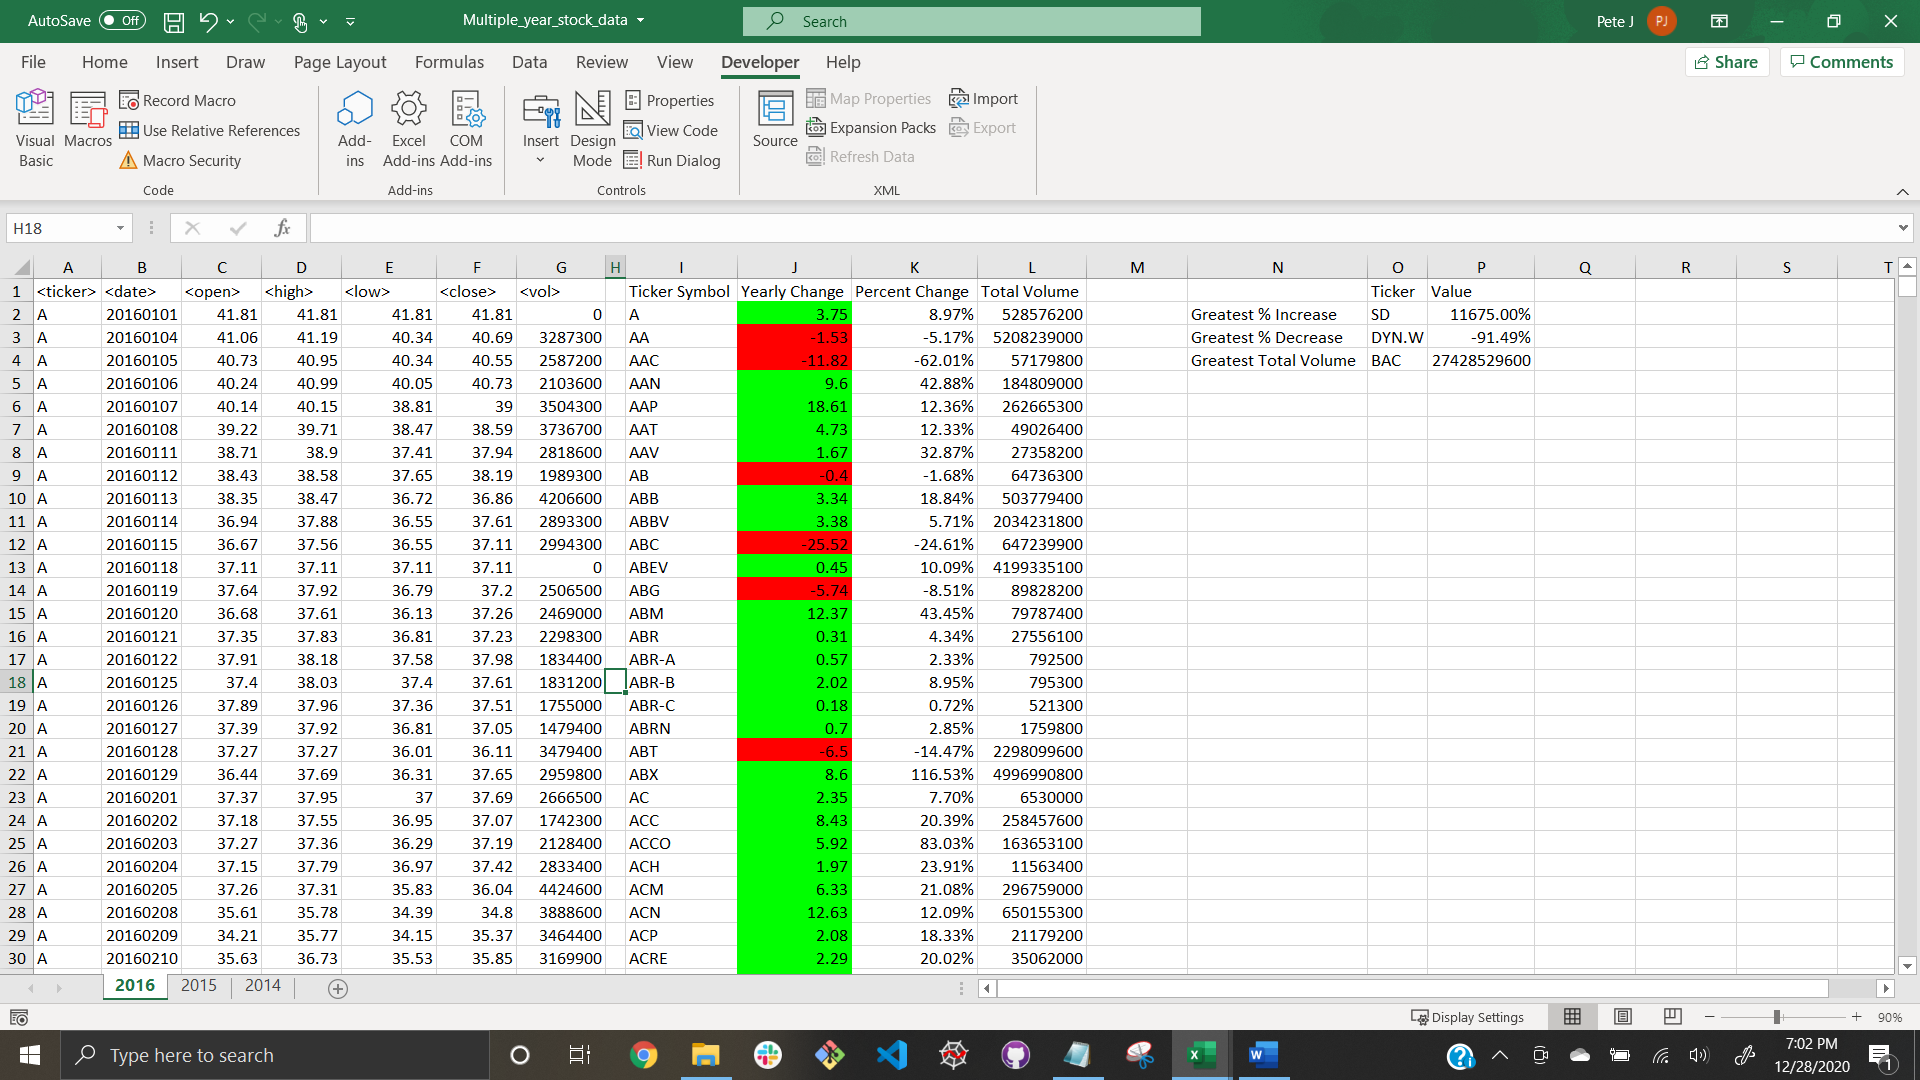 AutoSave Off Multiple_year_stock_data Search Pete J PJ
File Home Insert Draw Page Layout Formulas Data Review View Developer Help Share Comments
Visual Basic Macros Record Macro Use Relative References Macro Security Add-ins Excel Add-ins COM Add-ins Insert Design Mode Properties View Code Run Dialog Source Map Properties Expansion Packs Refresh Data Import Export
Code Add-ins Controls XML
H18 fx
A B C D E F G H I J K L M N O P Q R S T
1 <ticker> <date> <open> <high> <low> <close> <vol> Ticker Symbol Yearly Change Percent Change Total Volume Ticker Value
2 A 20160101 41.81 41.81 41.81 41.81 0 A 3.75 8.97% 528576200 Greatest % Increase SD 11675.00%
3 A 20160104 41.06 41.19 40.34 40.69 3287300 AA -1.53 -5.17% 5208239000 Greatest % Decrease DYN.W -91.49%
4 A 20160105 40.73 40.95 40.34 40.55 2587200 AAC -11.82 -62.01% 57179800 Greatest Total Volume BAC 27428529600
5 A 20160106 40.24 40.99 40.05 40.73 2103600 AAN 9.6 42.88% 184809000
6 A 20160107 40.14 40.15 38.81 39 3504300 AAP 18.61 12.36% 262665300
7 A 20160108 39.22 39.71 38.47 38.59 3736700 AAT 4.73 12.33% 49026400
8 A 20160111 38.71 38.9 37.41 37.94 2818600 AAV 1.67 32.87% 27358200
9 A 20160112 38.43 38.58 37.65 38.19 1989300 AB -0.4 -1.68% 64736300
10 A 20160113 38.35 38.47 36.72 36.86 4206600 ABB 3.34 18.84% 503779400
11 A 20160114 36.94 37.88 36.55 37.61 2893300 ABBV 3.38 5.71% 2034231800
12 A 20160115 36.67 37.56 36.55 37.11 2994300 ABC -25.52 -24.61% 647239900
13 A 20160118 37.11 37.11 37.11 37.11 0 ABEV 0.45 10.09% 4199335100
14 A 20160119 37.64 37.92 36.79 37.2 2506500 ABG -5.74 -8.51% 89828200
15 A 20160120 36.68 37.61 36.13 37.26 2469000 ABM 12.37 43.45% 79787400
16 A 20160121 37.35 37.83 36.81 37.23 2298300 ABR 0.31 4.34% 27556100
17 A 20160122 37.91 38.18 37.58 37.98 1834400 ABR-A 0.57 2.33% 792500
18 A 20160125 37.4 38.03 37.4 37.61 1831200 ABR-B 2.02 8.95% 795300
19 A 20160126 37.89 37.96 37.36 37.51 1755000 ABR-C 0.18 0.72% 521300
20 A 20160127 37.39 37.92 36.81 37.05 1479400 ABRN 0.7 2.85% 1759800
21 A 20160128 37.27 37.27 36.01 36.11 3479400 ABT -6.5 -14.47% 2298099600
22 A 20160129 36.44 37.69 36.31 37.65 2959800 ABX 8.6 116.53% 4996990800
23 A 20160201 37.37 37.95 37 37.69 2666500 AC 2.35 7.70% 6530000
24 A 20160202 37.18 37.55 36.95 37.07 1742300 ACC 8.43 20.39% 258457600
25 A 20160203 37.27 37.36 36.29 37.19 2128400 ACCO 5.92 83.03% 163653100
26 A 20160204 37.15 37.79 36.97 37.42 2833400 ACH 1.97 23.91% 11563400
27 A 20160205 37.26 37.31 35.83 36.04 4424600 ACM 6.33 21.08% 296759000
28 A 20160208 35.61 35.78 34.39 34.8 3888600 ACN 12.63 12.09% 650155300
29 A 20160209 34.21 35.77 34.15 35.37 3464400 ACP 2.08 18.33% 21179200
30 A 20160210 35.63 36.73 35.53 35.85 3169900 ACRE 2.29 20.02% 35062000
2016 2015 2014
Display Settings 90%
Type here to search 7:02 PM
12/28/2020 1